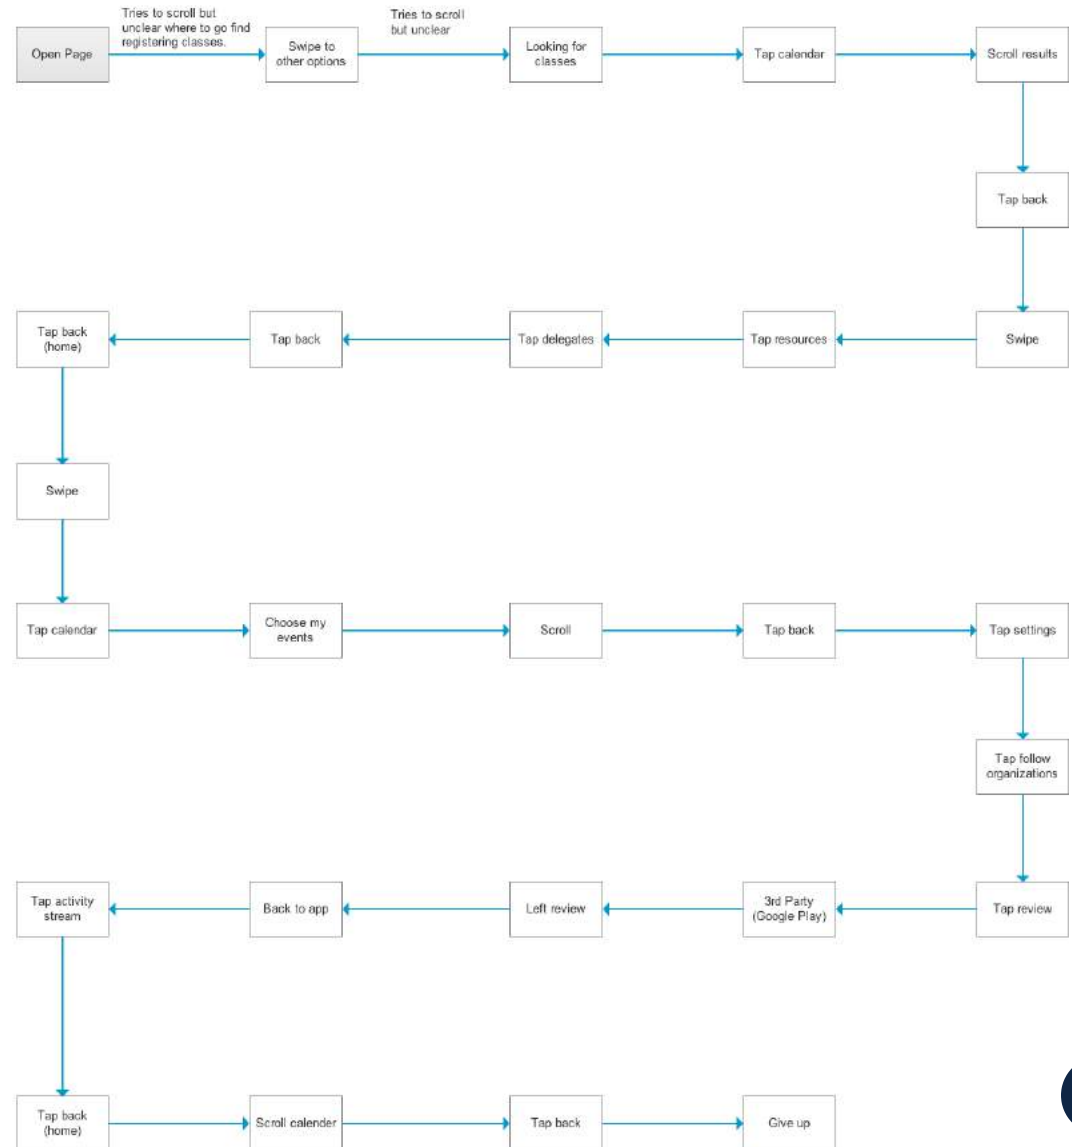 Tries to scroll but
unclear where to go find
registering classes.
Tries to scroll
but unclear
Open Page
Swipe to
other options
Looking for
classes
Tap calendar
Scroll results
Tap back
Tap back
(home)
Tap back
Tap delegates
Tap resources
Swipe
Swipe
Tap calendar
Choose my
events
Scroll
Tap back
Tap settings
Tap follow
organizations
Tap activity
stream
Back to app
Left review
3rd Party
(Google Play)
Tap review
Tap back
(home)
Scroll calender
Tap back
Give up